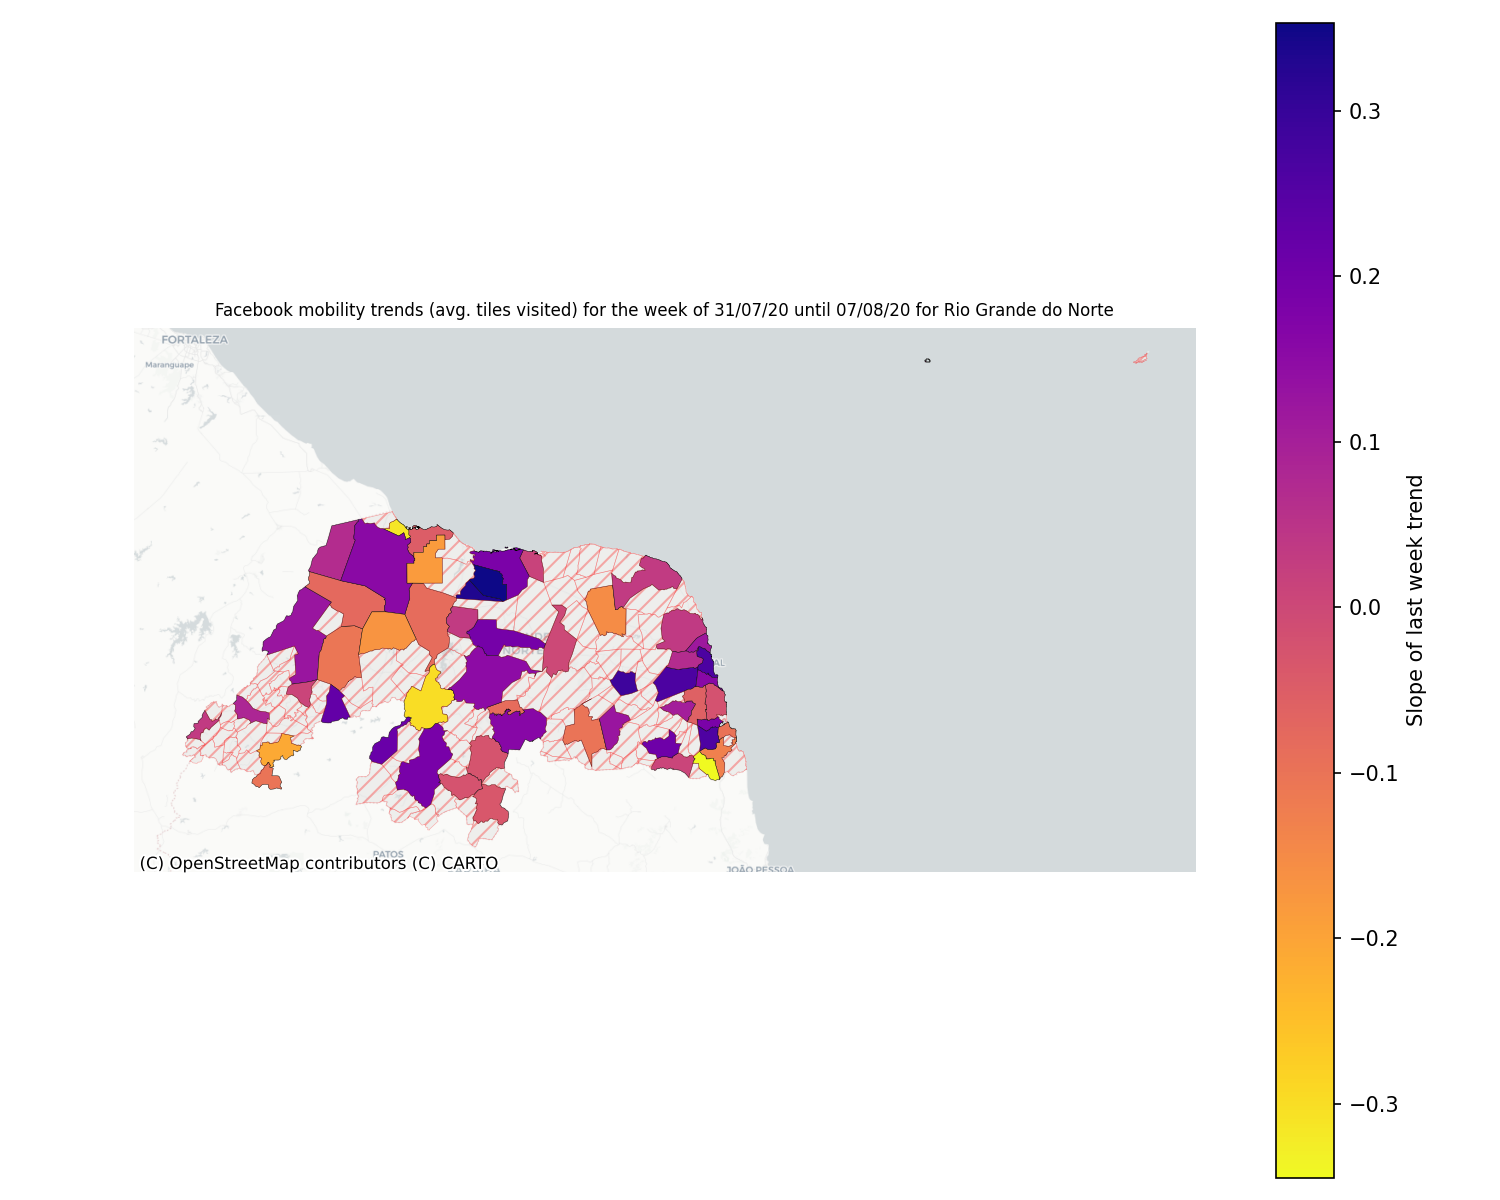 Facebook mobility trends (avg. tiles visited) for the week of 31/07/20 until 07/08/20 for Rio Grande do Norte
FORTALEZA
Maranguape
NORTE
AL
PATOS
JOÃO PESSOA
(C) OpenStreetMap contributors (C) CARTO
0.3
0.2
0.1
0.0
−0.1
−0.2
−0.3
Slope of last week trend